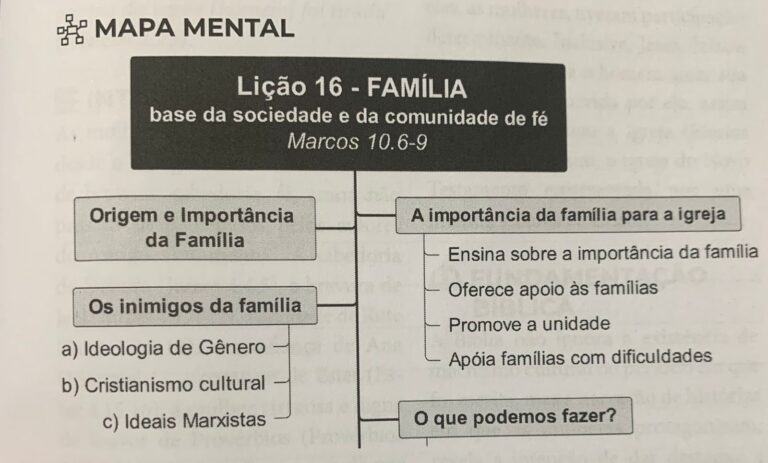 MAPA MENTAL
Lição 16 - FAMÍLIA
base da sociedade e da comunidade de fé
Marcos 10.6-9
Origem e Importância
da Família
Os inimigos da família
a) Ideologia de Gênero
b) Cristianismo cultural
c) Ideais Marxistas
A importância da família para a igreja
Ensina sobre a importância da família
Oferece apoio às famílias
Promove a unidade
Apóia famílias com dificuldades
O que podemos fazer?